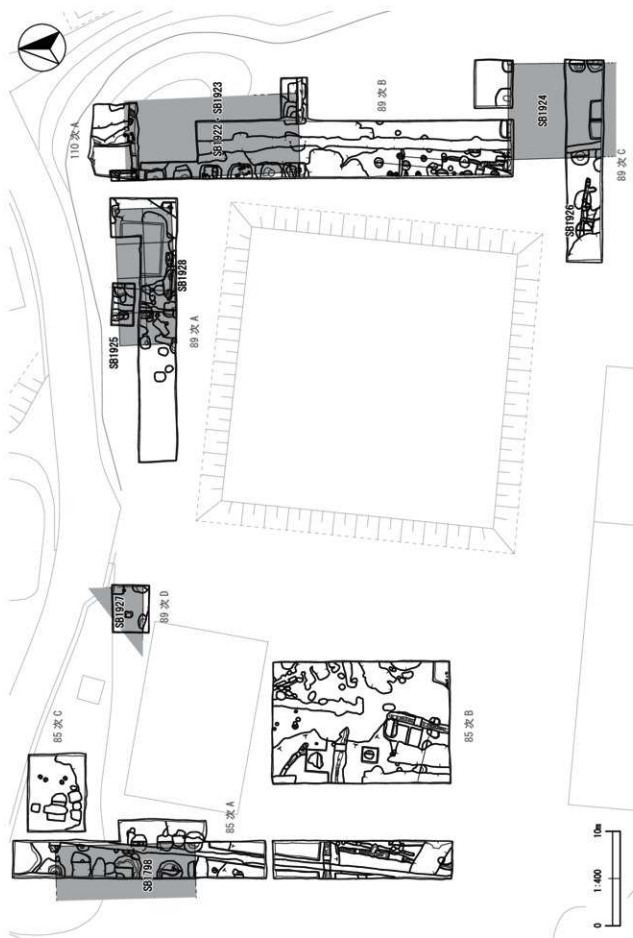 110 次 A
SB1922・SB1923
89 次 B
SB1924
89 次 C
SB1926
SB1925
SB1928
89 次 A
SB1927
89 次 D
85 次 C
85 次 A
SB1798
85 次 B
0
1:400
10m